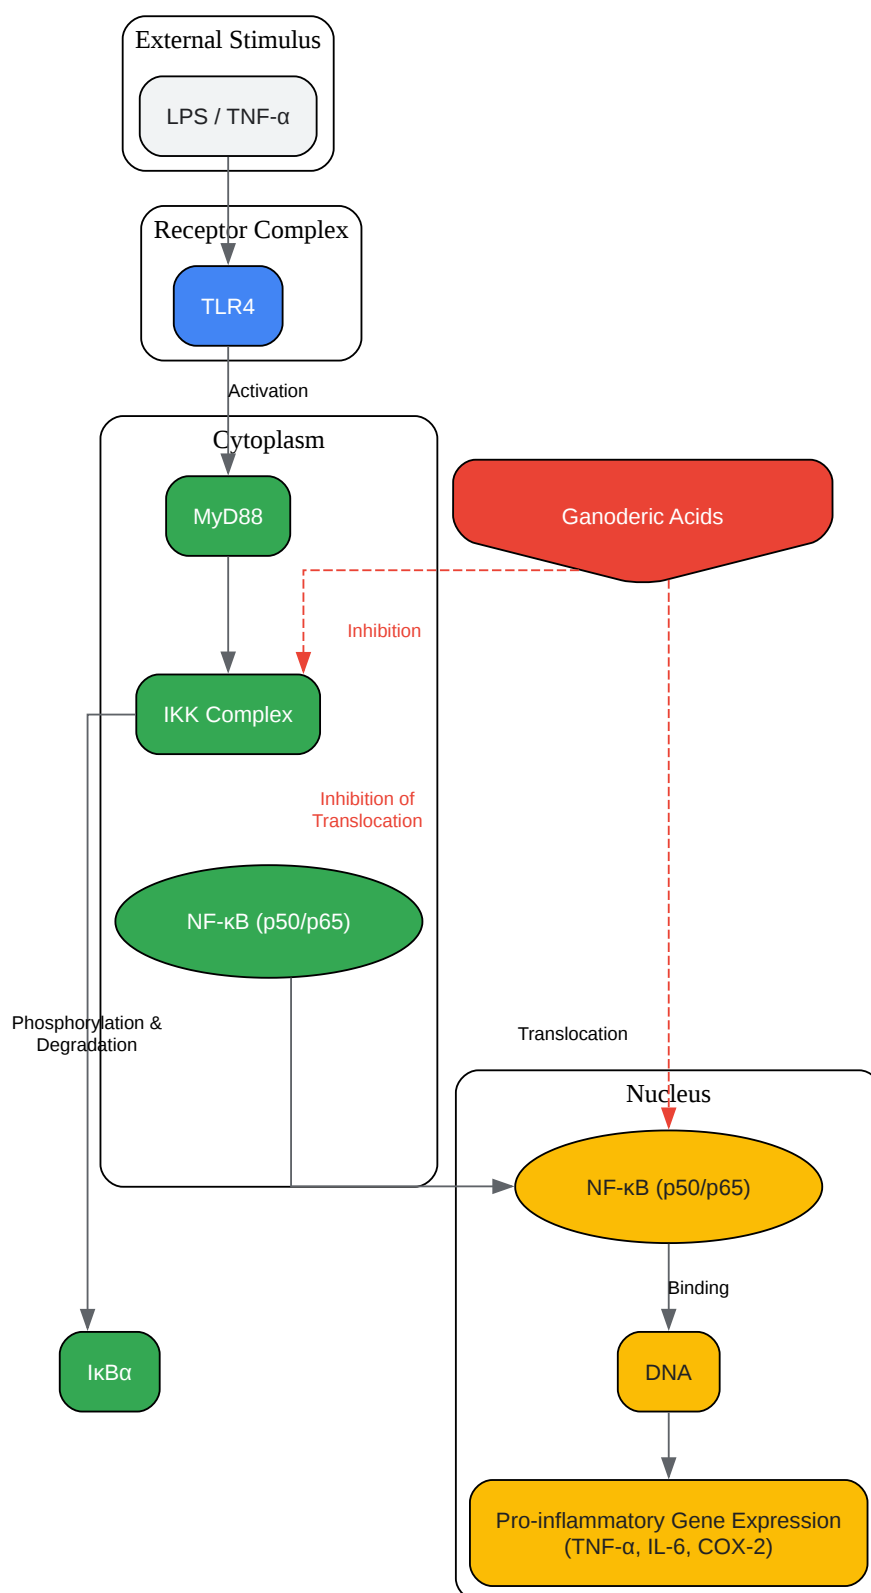 External Stimulus
LPS / TNF-α
Receptor Complex
TLR4
Activation
Cytoplasm
MyD88
Ganoderic Acids
Inhibition
IKK Complex
Inhibition of
Translocation
NF-κB (p50/p65)
Phosphorylation &
Degradation
Translocation
Nucleus
NF-κB (p50/p65)
Binding
IκBα
DNA
Pro-inflammatory Gene Expression
(TNF-α, IL-6, COX-2)